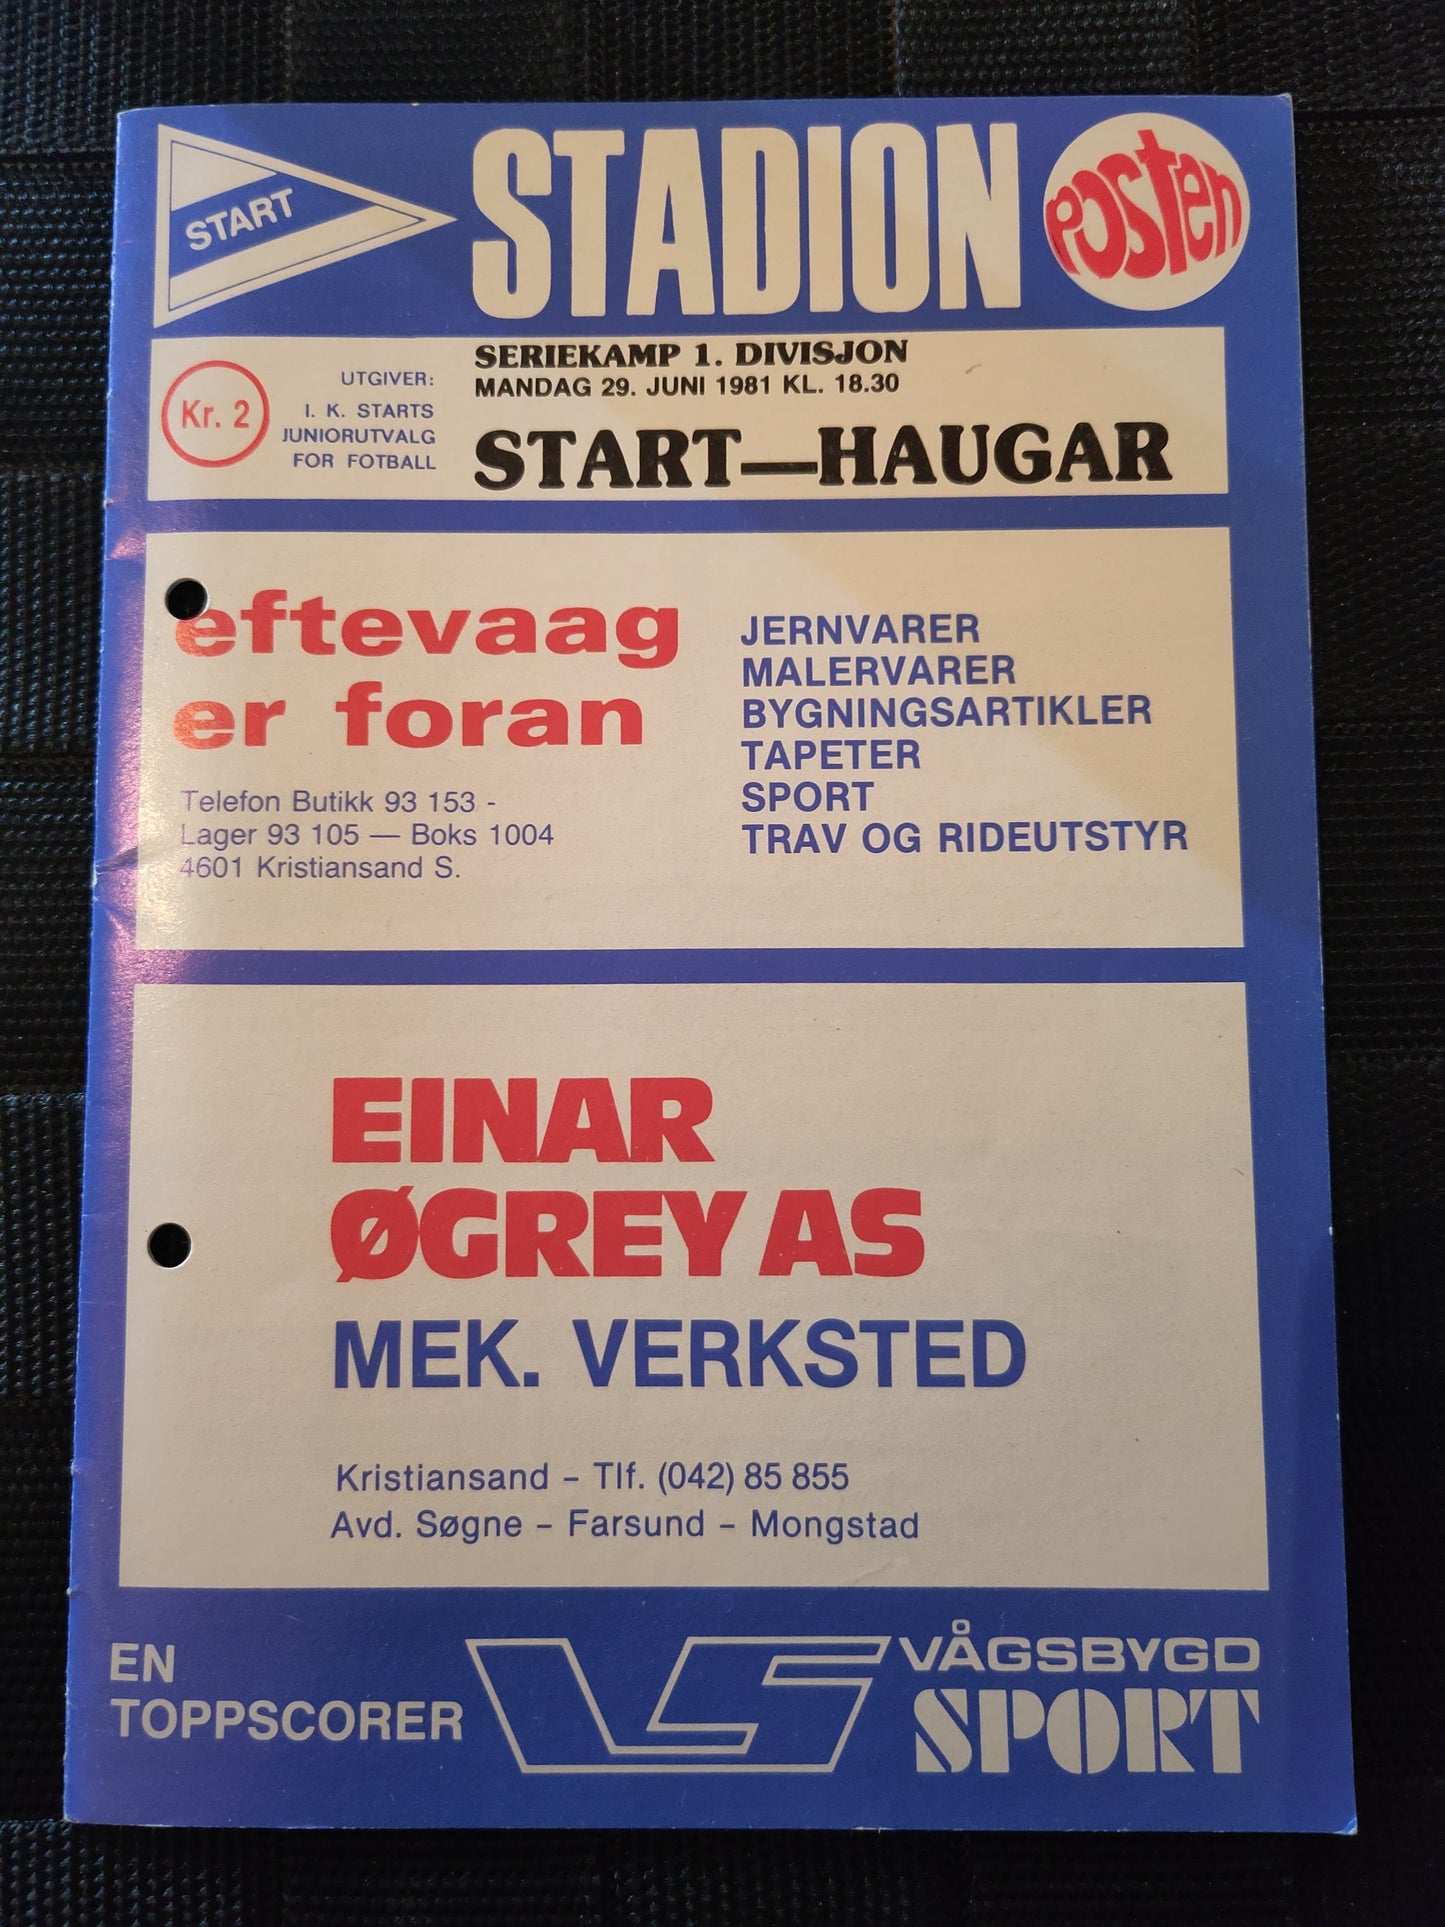 START
STADION
Posten
Kr. 2
UTGIVER:
I. K. STARTS
JUNIORUTVALG
FOR FOTBALL
SERIEKAMP 1. DIVISJON
MANDAG 29. JUNI 1981 KL. 18.30
START—HAUGAR
eftevaag
er foran
Telefon Butikk 93 153 -
Lager 93 105 — Boks 1004
4601 Kristiansand S.
JERNVARER
MALERVARER
BYGNINGSARTIKLER
TAPETER
SPORT
TRAV OG RIDEUTSTYR
EINAR
ØGREY AS
MEK. VERKSTED
Kristiansand – Tlf. (042) 85 855
Avd. Søgne – Farsund – Mongstad
EN
TOPPSCORER
VS
VÅGSBYGD
SPORT